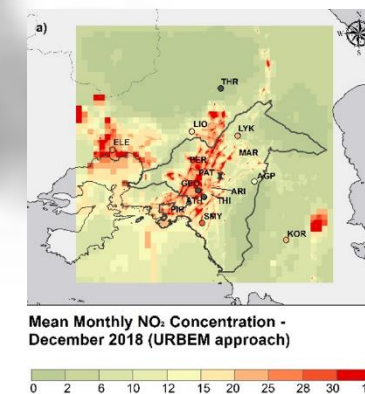 a)
N
W
S
THR
LIO
LYK
ELE
MAR
PER
PAT
AGP
GEO
ARI
ATH
THI
PIR
SMY
KOR
Mean Monthly NO₂ Concentration -
December 2018 (URBEM approach)
0 2 6 10 12 15 20 25 28 30